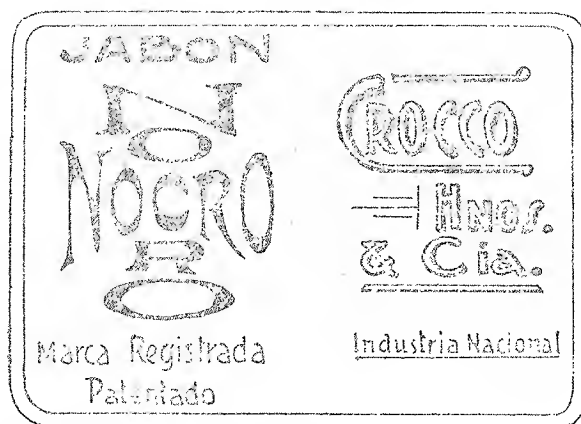 JABON
N
O
NOCRO
R
O
Marca Registrada
Patentado
CROCCO
HNOS.
& Cia.
Industria Nacional